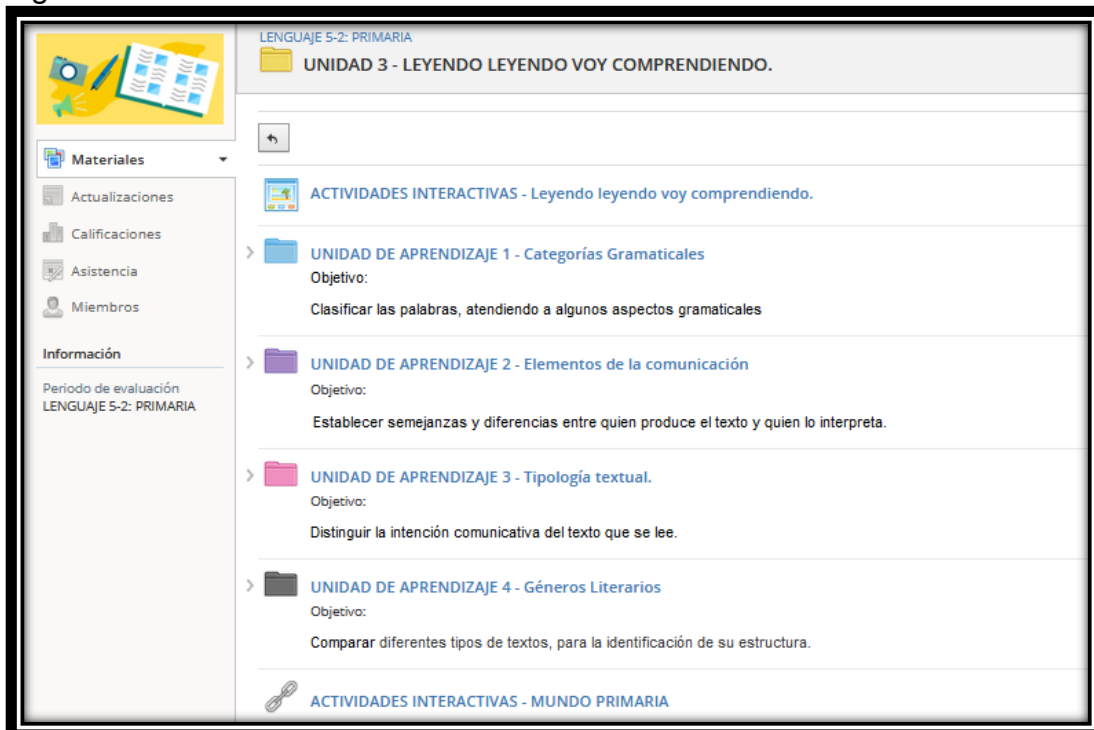 LENGUAJE 5-2: PRIMARIA
UNIDAD 3 - LEYENDO LEYENDO VOY COMPRENDIENDO.
Materiales
Actualizaciones
Calificaciones
Asistencia
Miembros
Información
Periodo de evaluación
LENGUAJE 5-2: PRIMARIA
ACTIVIDADES INTERACTIVAS - Leyendo leyendo voy comprendiendo.
UNIDAD DE APRENDIZAJE 1 - Categorías Gramaticales
Objetivo:
Clasificar las palabras, atendiendo a algunos aspectos gramaticales
UNIDAD DE APRENDIZAJE 2 - Elementos de la comunicación
Objetivo:
Establecer semejanzas y diferencias entre quien produce el texto y quien lo interpreta.
UNIDAD DE APRENDIZAJE 3 - Tipología textual.
Objetivo:
Distinguir la intención comunicativa del texto que se lee.
UNIDAD DE APRENDIZAJE 4 - Géneros Literarios
Objetivo:
Comparar diferentes tipos de textos, para la identificación de su estructura.
ACTIVIDADES INTERACTIVAS - MUNDO PRIMARIA